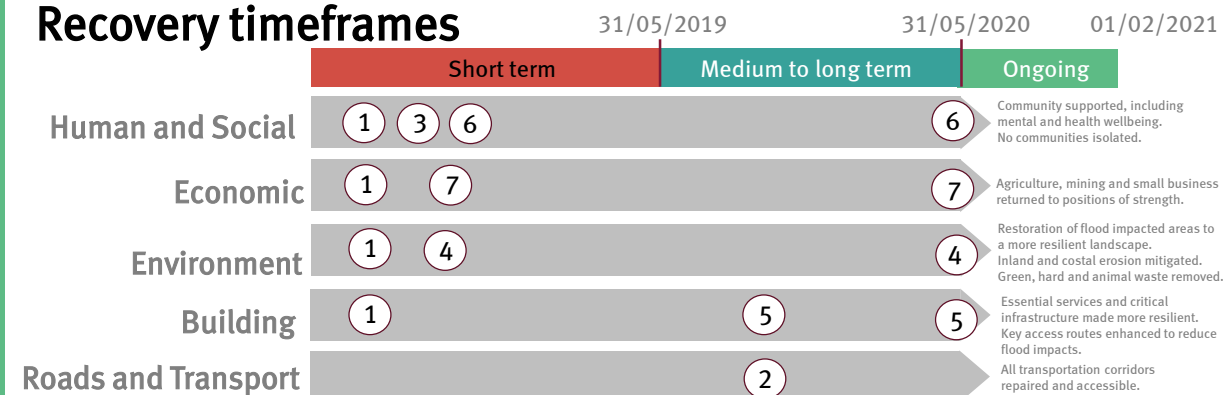 Recovery timeframes
31/05/2019 31/05/2020 01/02/2021
Short term Medium to long term Ongoing
Human and Social
1 3 6 6
Community supported, including
mental and health wellbeing.
No communities isolated.
Economic
1 7 7
Agriculture, mining and small business
returned to positions of strength.
Environment
1 4 4
Restoration of flood impacted areas to
a more resilient landscape.
Inland and costal erosion mitigated.
Green, hard and animal waste removed.
Building
1 5 5
Essential services and critical
infrastructure made more resilient.
Key access routes enhanced to reduce
flood impacts.
Roads and Transport
2
All transportation corridors
repaired and accessible.